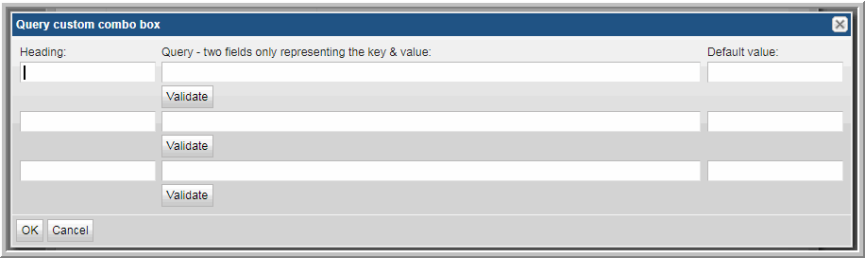 Query custom combo box
Heading: Query - two fields only representing the key & value: Default value:
Validate
Validate
Validate
OK Cancel